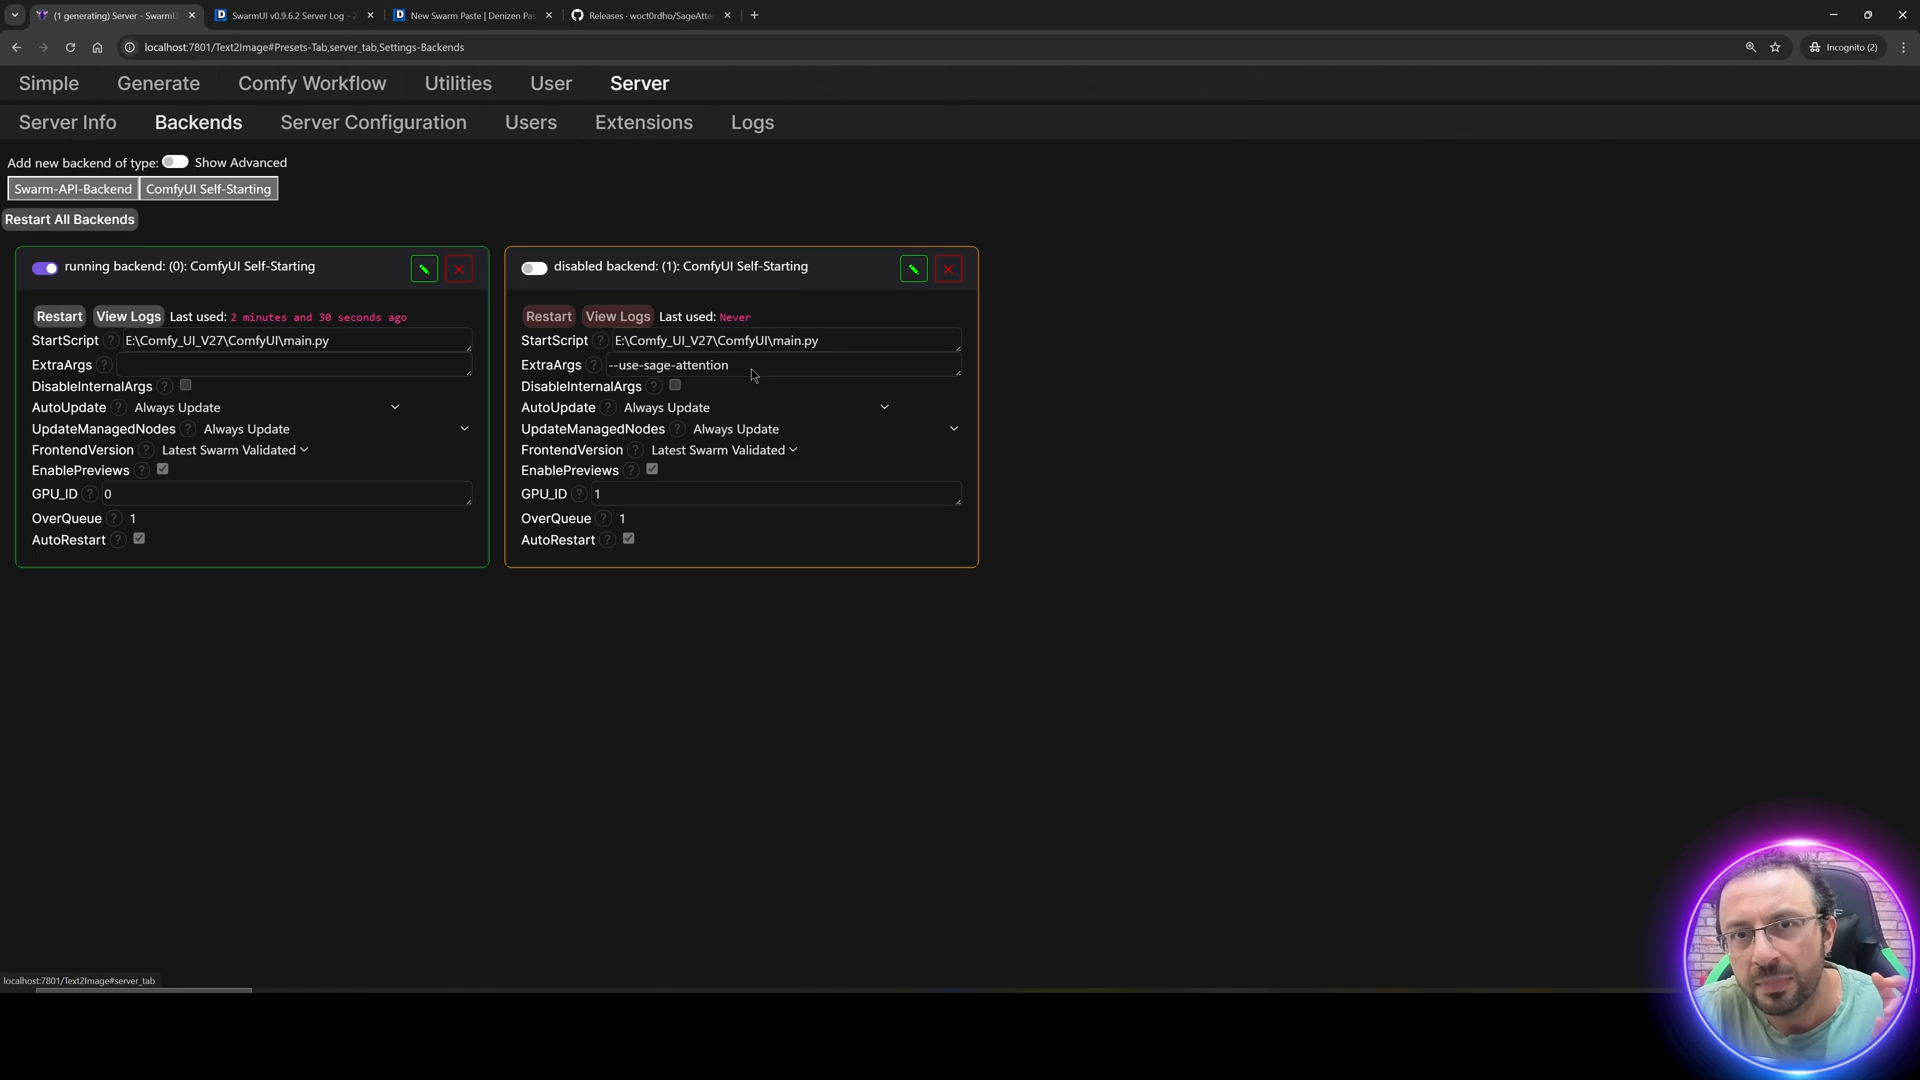 (1 generating) Server - SwarmU
SwarmUI v0.9.6.2 Server Log - 2
New Swarm Paste | Denizen Pas
Releases · woct0rdho/SageAtte
localhost:7801/Text2Image#Presets-Tab,server_tab,Settings-Backends
Incognito (2)
Simple Generate Comfy Workflow Utilities User Server
Server Info Backends Server Configuration Users Extensions Logs
Add new backend of type: Show Advanced
Swarm-API-Backend ComfyUI Self-Starting
Restart All Backends
running backend: (0): ComfyUI Self-Starting
Restart View Logs Last used: 2 minutes and 30 seconds ago
StartScript ? E:\Comfy_UI_V27\ComfyUI\main.py
ExtraArgs ?
DisableInternalArgs ?
AutoUpdate ? Always Update
UpdateManagedNodes ? Always Update
FrontendVersion ? Latest Swarm Validated
EnablePreviews ?
GPU_ID ? 0
OverQueue ? 1
AutoRestart ?
disabled backend: (1): ComfyUI Self-Starting
Restart View Logs Last used: Never
StartScript ? E:\Comfy_UI_V27\ComfyUI\main.py
ExtraArgs ? --use-sage-attention
DisableInternalArgs ?
AutoUpdate ? Always Update
UpdateManagedNodes ? Always Update
FrontendVersion ? Latest Swarm Validated
EnablePreviews ?
GPU_ID ? 1
OverQueue ? 1
AutoRestart ?
localhost:7801/Text2Image#server_tab